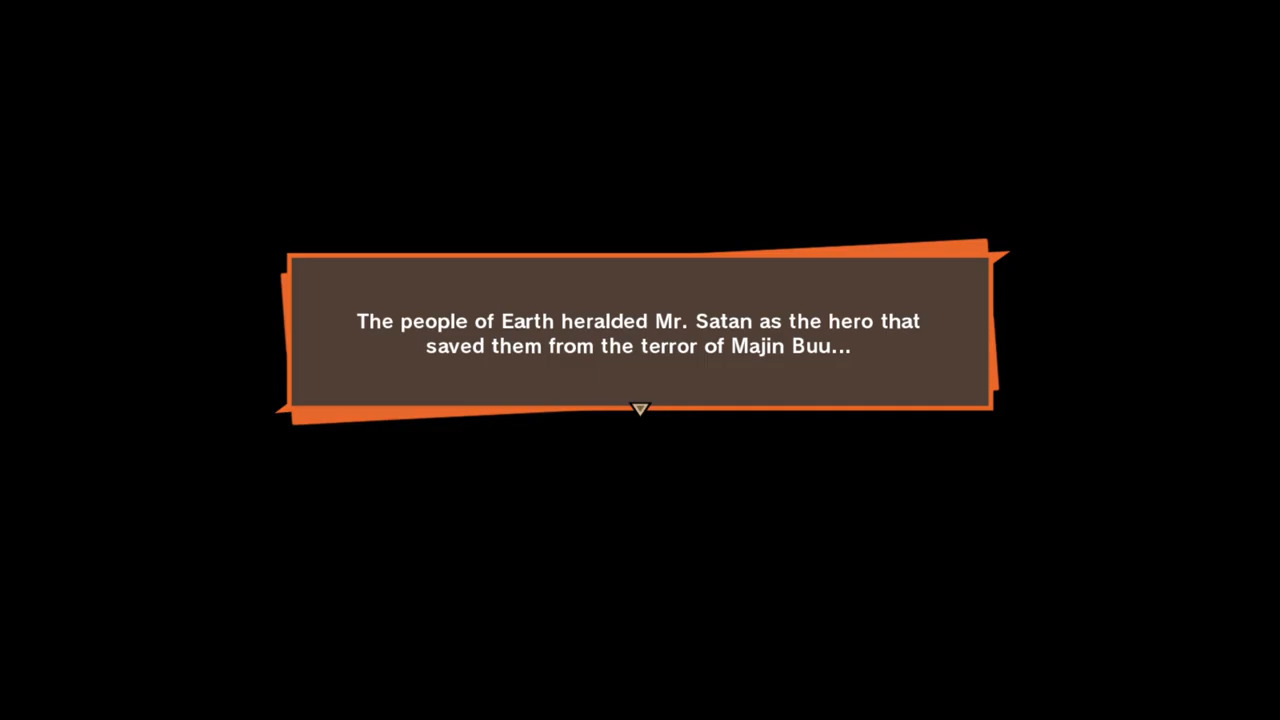 The people of Earth heralded Mr. Satan as the hero that
saved them from the terror of Majin Buu...